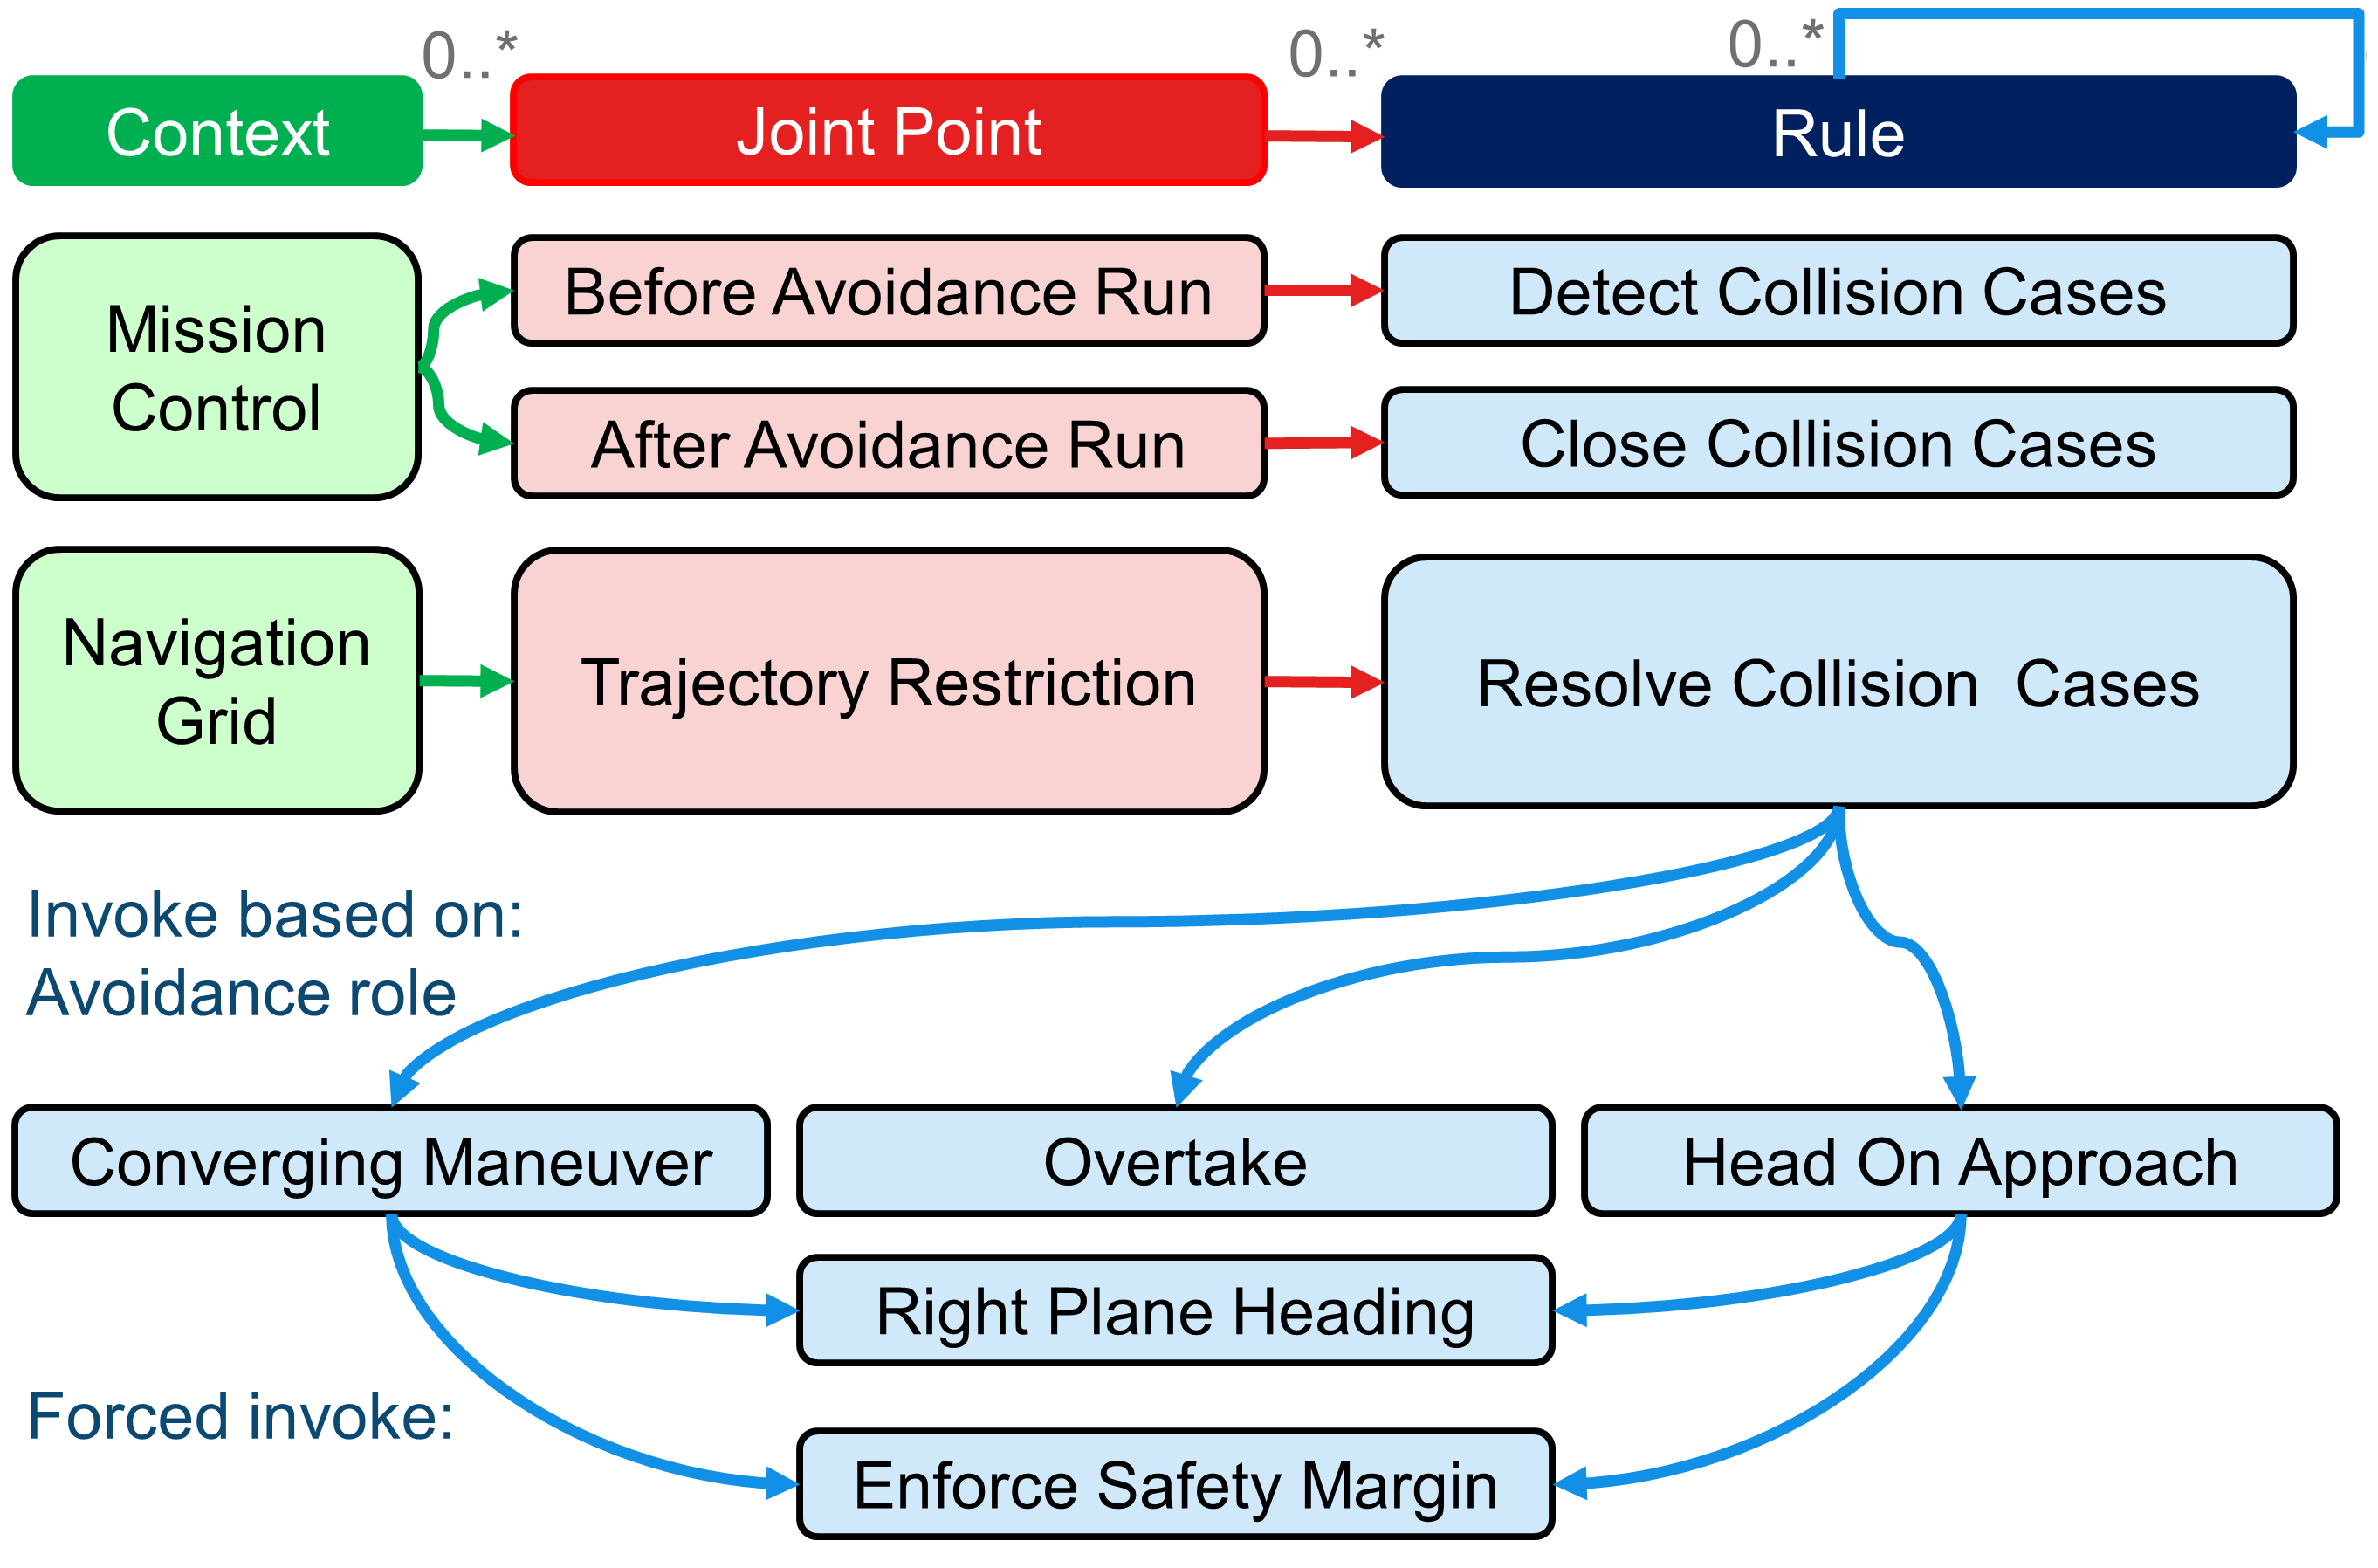 0..*
0..*
0..*
Context
Joint Point
Rule
Mission
Control
Before Avoidance Run
Detect Collision Cases
After Avoidance Run
Close Collision Cases
Navigation
Grid
Trajectory Restriction
Resolve Collision Cases
Invoke based on:
Avoidance role
Converging Maneuver
Overtake
Head On Approach
Right Plane Heading
Forced invoke:
Enforce Safety Margin